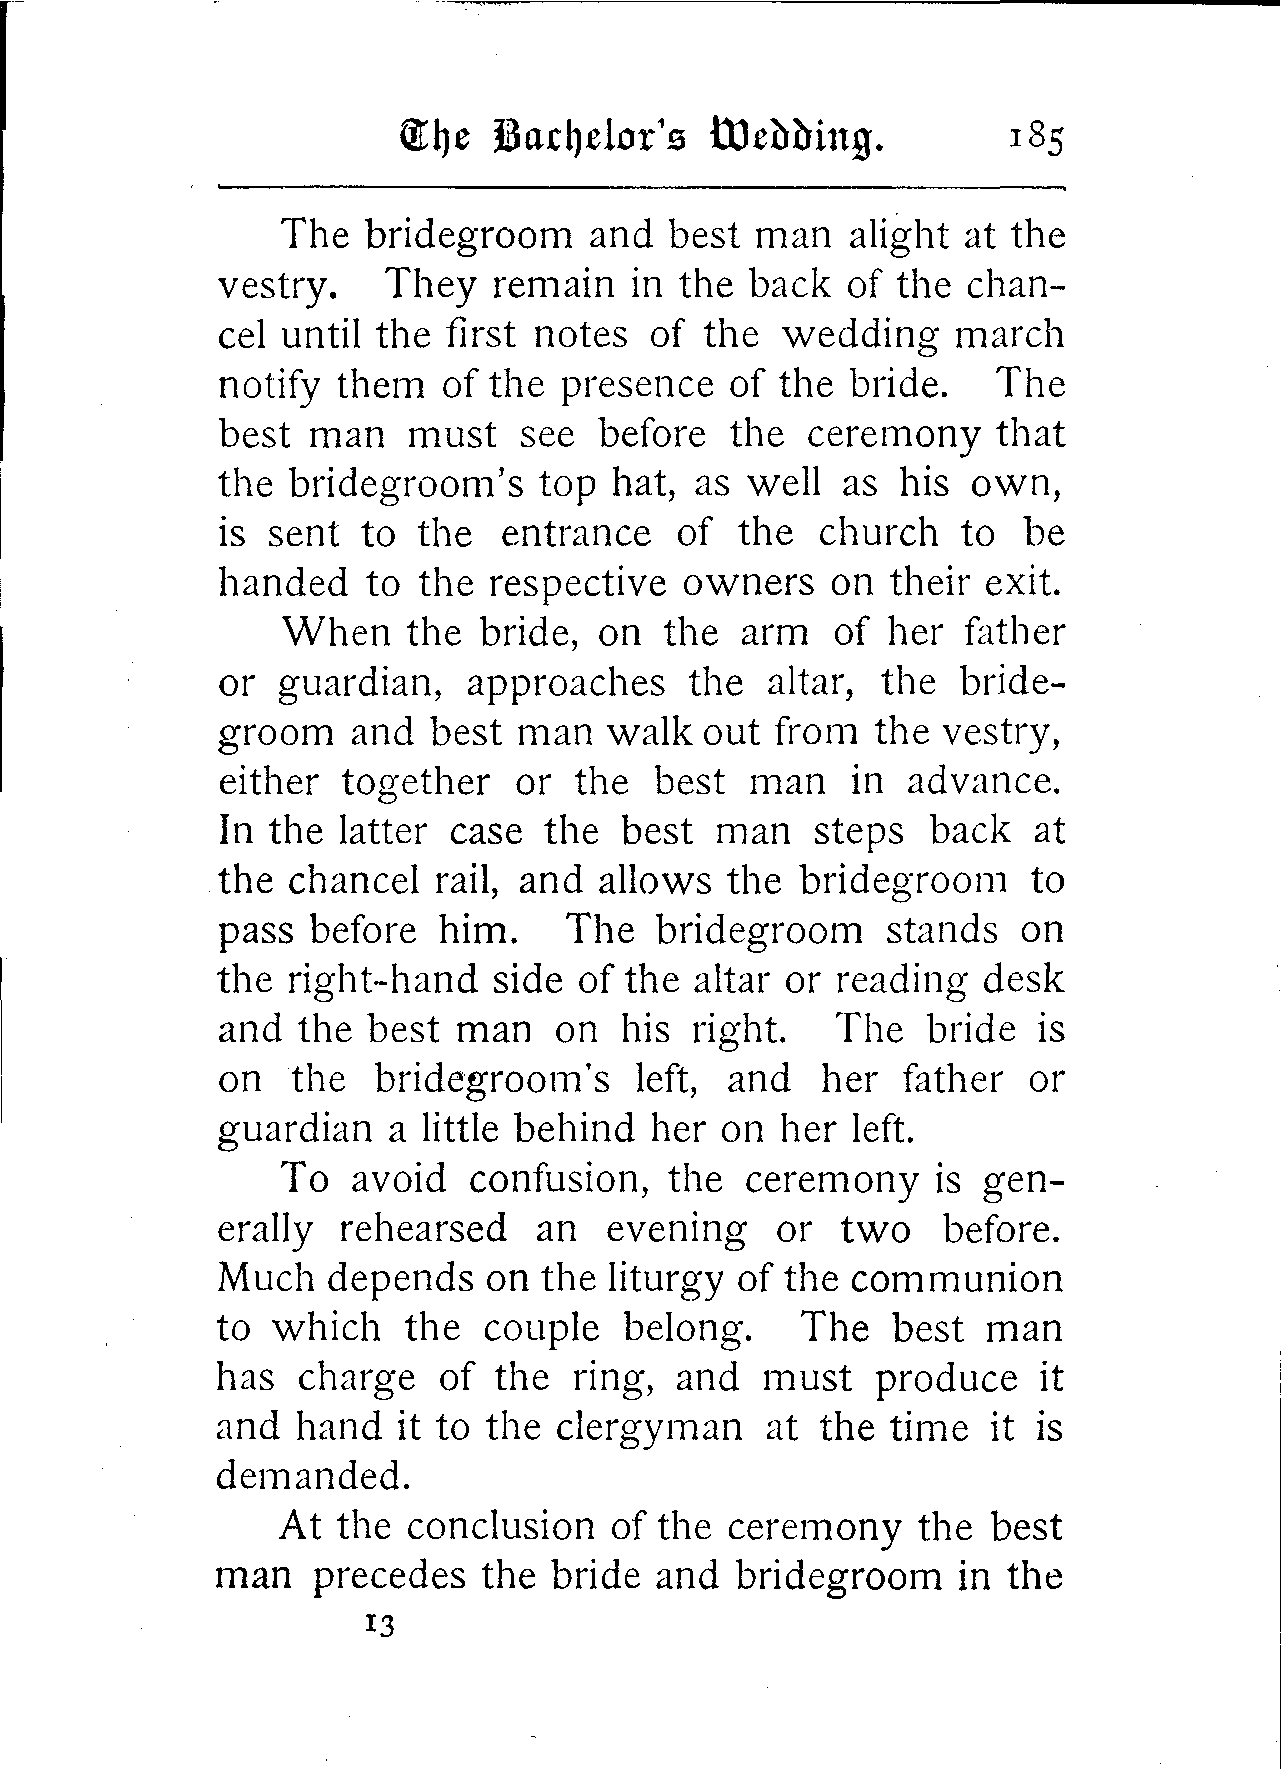 The Bachelor's Wedding. 185
The bridegroom and best man alight at the
vestry. They remain in the back of the chan-
cel until the first notes of the wedding march
notify them of the presence of the bride. The
best man must see before the ceremony that
the bridegroom's top hat, as well as his own,
is sent to the entrance of the church to be
handed to the respective owners on their exit.
When the bride, on the arm of her father
or guardian, approaches the altar, the bride-
groom and best man walk out from the vestry,
either together or the best man in advance.
In the latter case the best man steps back at
the chancel rail, and allows the bridegroom to
pass before him. The bridegroom stands on
the right-hand side of the altar or reading desk
and the best man on his right. The bride is
on the bridegroom's left, and her father or
guardian a little behind her on her left.
To avoid confusion, the ceremony is gen-
erally rehearsed an evening or two before.
Much depends on the liturgy of the communion
to which the couple belong. The best man
has charge of the ring, and must produce it
and hand it to the clergyman at the time it is
demanded.
At the conclusion of the ceremony the best
man precedes the bride and bridegroom in the
13